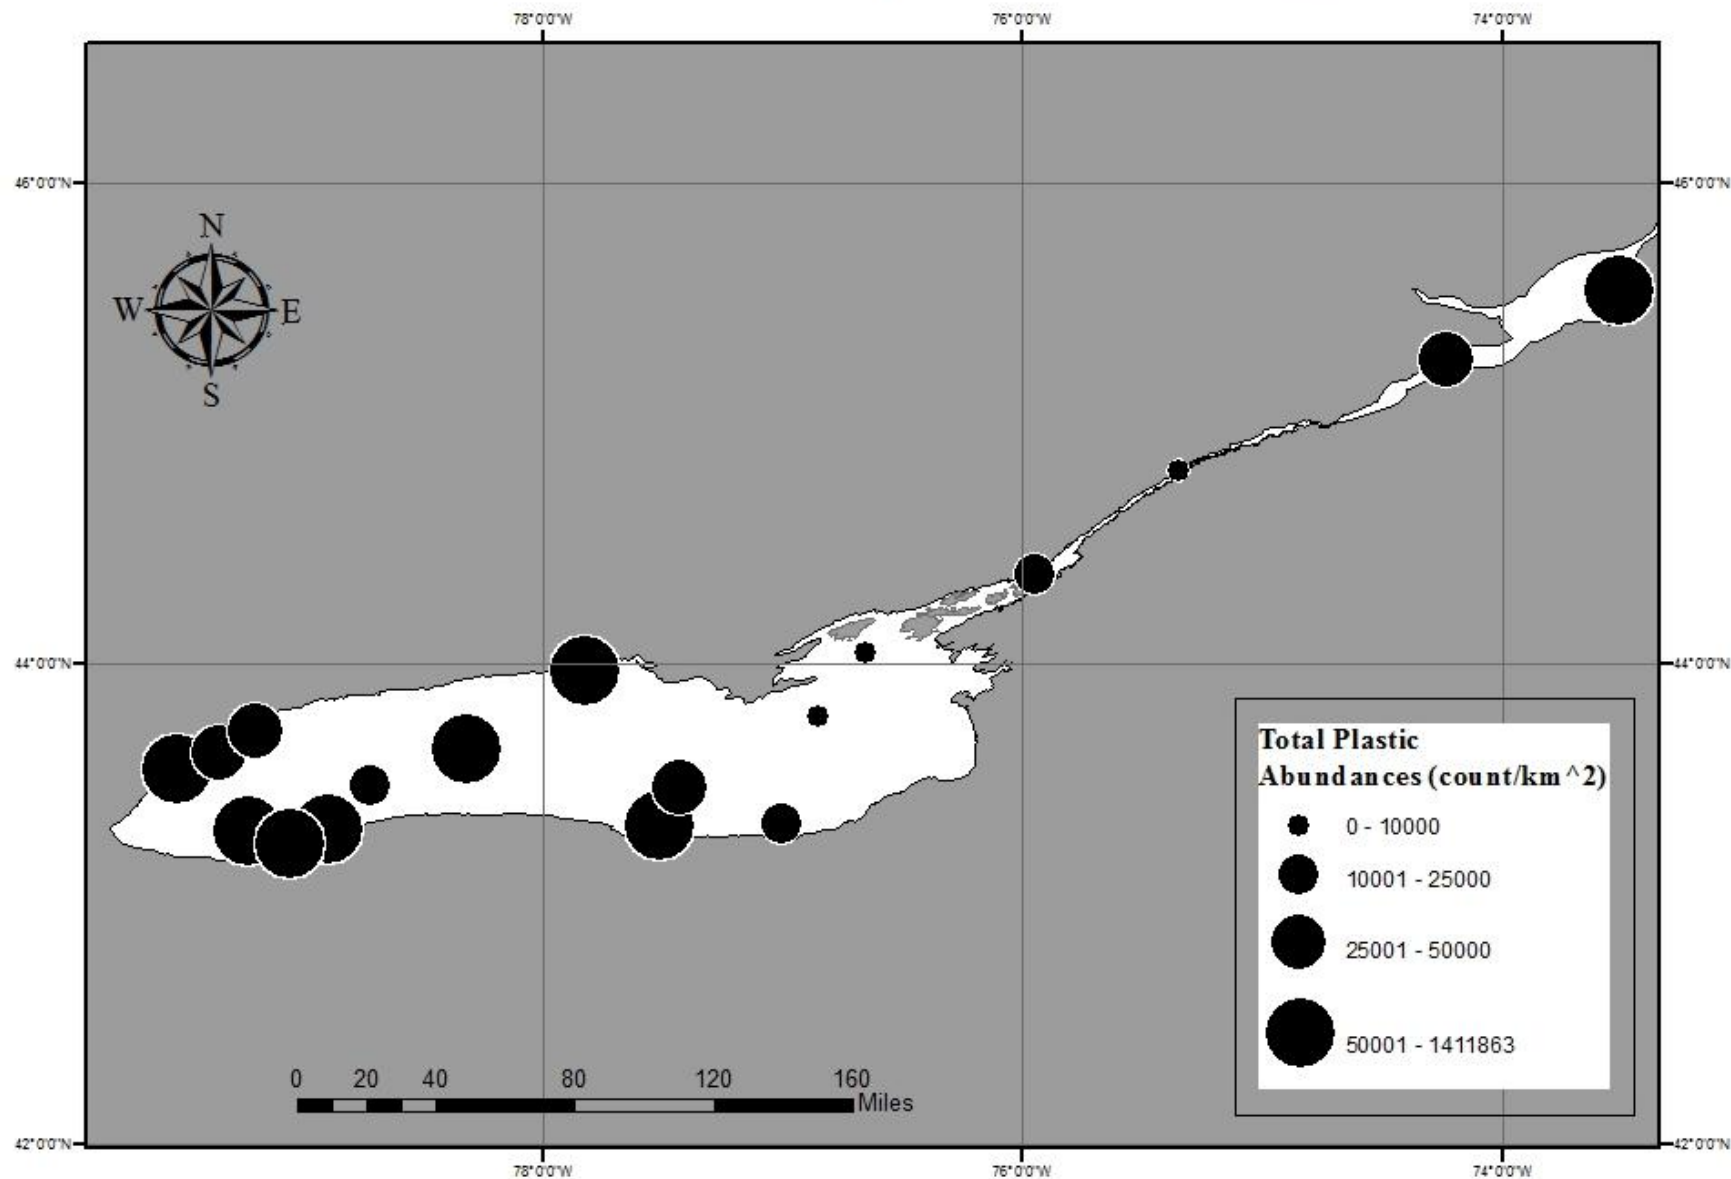 78°0'0"W 76°0'0"W 74°0'0"W
46°0'0"N 46°0'0"N
N
W E
S
44°0'0"N 44°0'0"N
Total Plastic
Abundances (count/km^2)
0 - 10000
10001 - 25000
25001 - 50000
50001 - 1411863
0 20 40 80 120 160
Miles
42°0'0"N 42°0'0"N
78°0'0"W 76°0'0"W 74°0'0"W